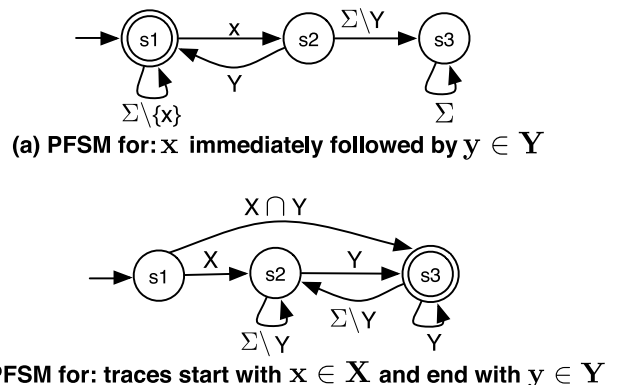 Σ\Y
s1 x s2 s3
Y
Σ\{x} Σ
(a) PFSM for: x immediately followed by y ∈ Y
X ∩ Y
s1 X s2 Y s3
Σ\Y
Σ\Y Y
PFSM for: traces start with x ∈ X and end with y ∈ Y